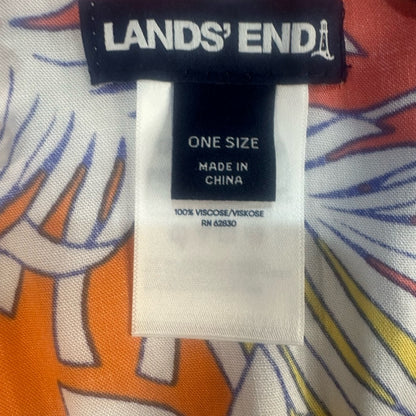 LANDS' END
ONE SIZE
MADE IN
CHINA
100% VISCOSE/VISKOSE
RN 62830